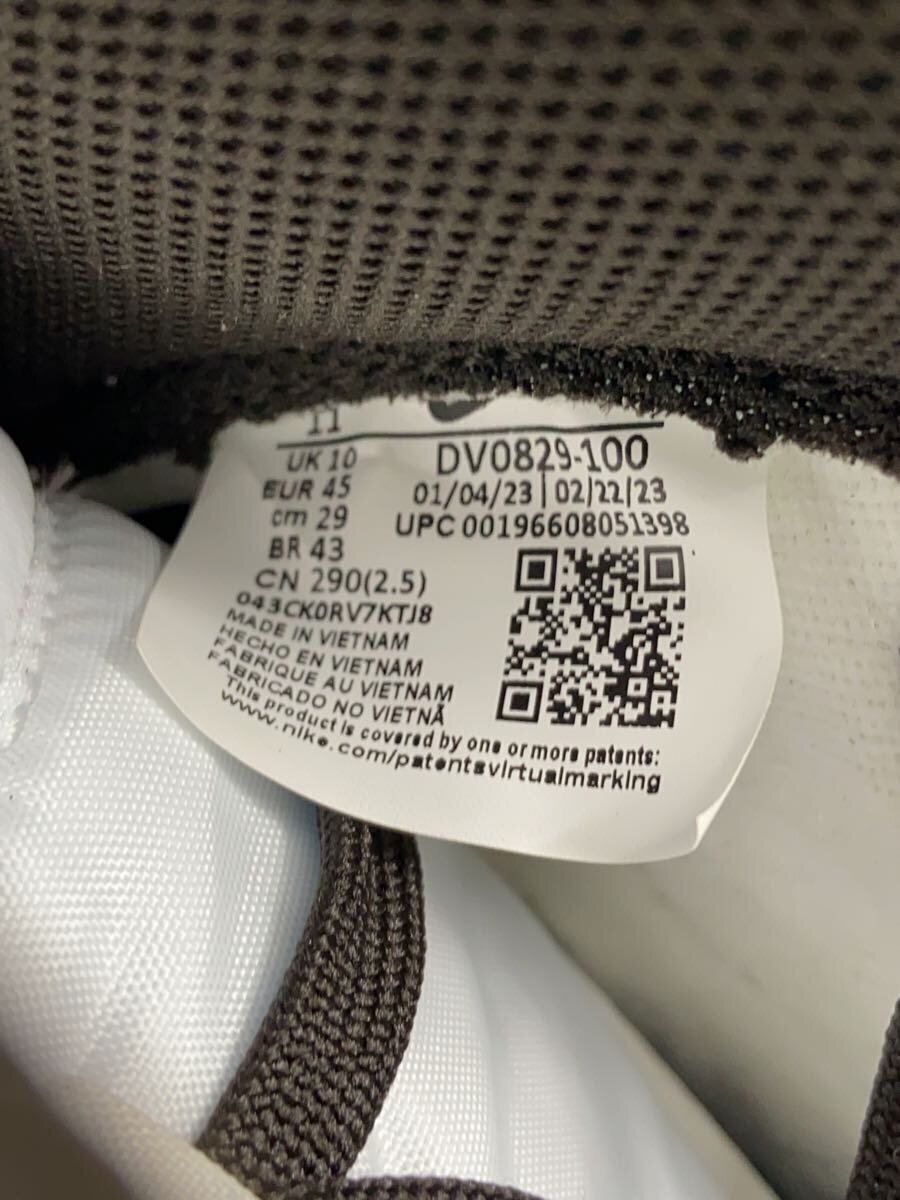 11
UK 10
EUR 45
cm 29
BR 43
CN 290(2.5)
DV0829-100
01/04/23 | 02/22/23
UPC 00196608051398
043CK0RV7KTJ8
MADE IN VIETNAM
HECHO EN VIETNAM
FABRIQUE AU VIETNAM
FABRICADO NO VIETNÃ
This product is covered by one or more patents:
www.nike.com/patentsvirtualmarking